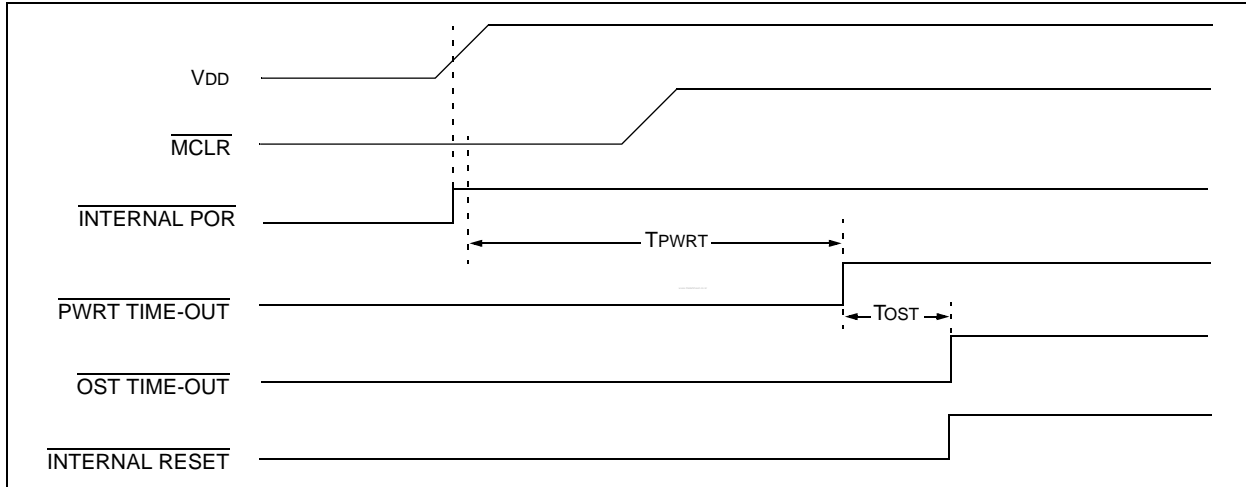 VDD
MCLR
INTERNAL POR
TPWRT
PWRT TIME-OUT
TOST
OST TIME-OUT
INTERNAL RESET